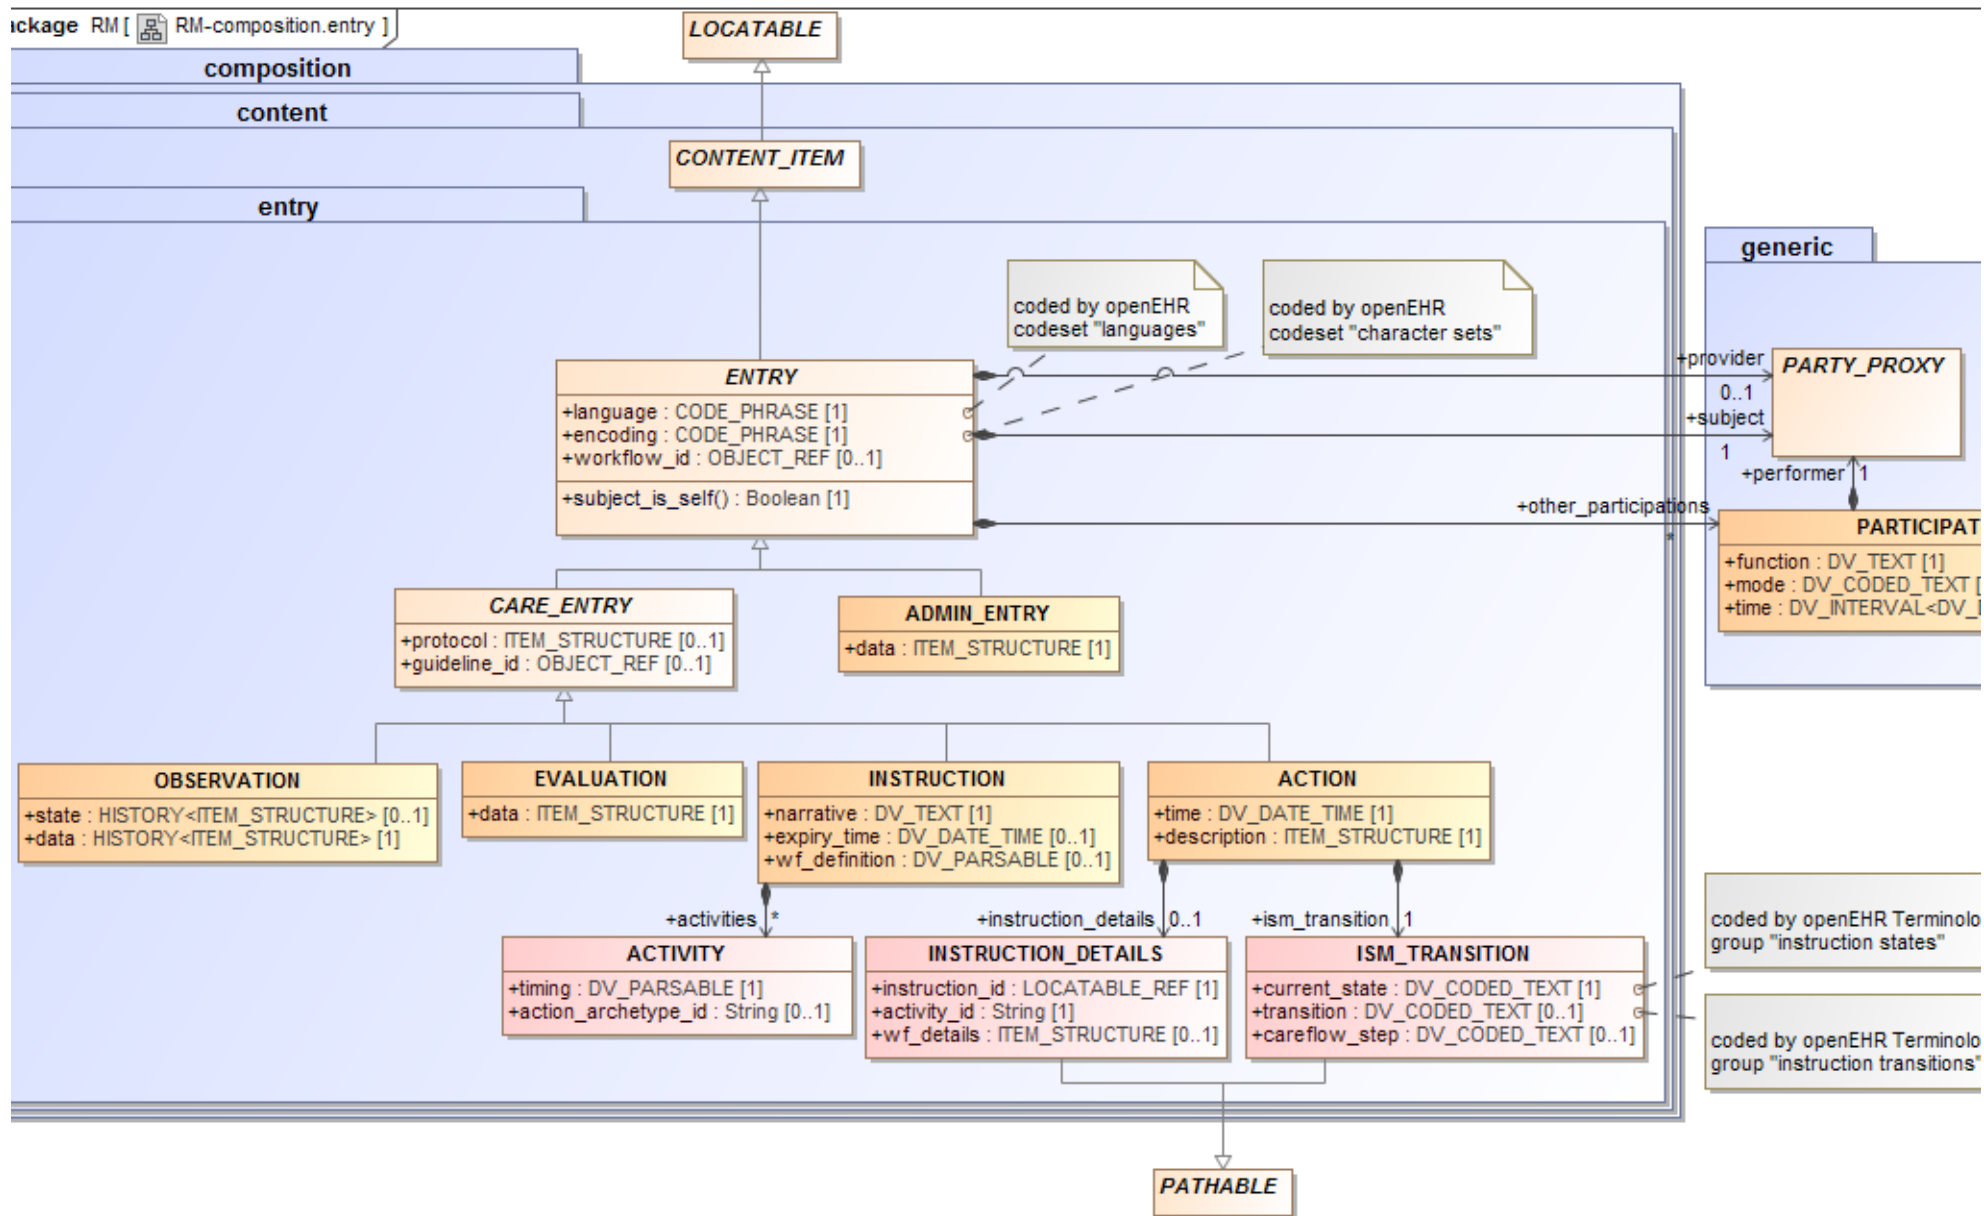 RM [ RM-composition.entry ]
LOCATABLE
composition
content
CONTENT_ITEM
entry
generic
coded by openEHR
codeset "languages"
coded by openEHR
codeset "character sets"
ENTRY
+language : CODE_PHRASE [1]
+encoding : CODE_PHRASE [1]
+workflow_id : OBJECT_REF [0..1]
+subject_is_self() : Boolean [1]
+provider
0..1
+subject
1
PARTY_PROXY
+performer 1
+other_participations
*
+function : DV_TEXT [1]
+mode : DV_CODED_TEXT [
+time : DV_INTERVAL<DV_
CARE_ENTRY
+protocol : ITEM_STRUCTURE [0..1]
+guideline_id : OBJECT_REF [0..1]
ADMIN_ENTRY
+data : ITEM_STRUCTURE [1]
OBSERVATION
+state : HISTORY<ITEM_STRUCTURE> [0..1]
+data : HISTORY<ITEM_STRUCTURE> [1]
EVALUATION
+data : ITEM_STRUCTURE [1]
INSTRUCTION
+narrative : DV_TEXT [1]
+expiry_time : DV_DATE_TIME [0..1]
+wf_definition : DV_PARSABLE [0..1]
ACTION
+time : DV_DATE_TIME [1]
+description : ITEM_STRUCTURE [1]
+activities *
+instruction_details 0..1
+ism_transition 1
ACTIVITY
+timing : DV_PARSABLE [1]
+action_archetype_id : String [0..1]
INSTRUCTION_DETAILS
+instruction_id : LOCATABLE_REF [1]
+activity_id : String [1]
+wf_details : ITEM_STRUCTURE [0..1]
ISM_TRANSITION
+current_state : DV_CODED_TEXT [1]
+transition : DV_CODED_TEXT [0..1]
+careflow_step : DV_CODED_TEXT [0..1]
coded by openEHR
group "instruction states"
coded by openEHR
group "instruction transitions"
PATHABLE